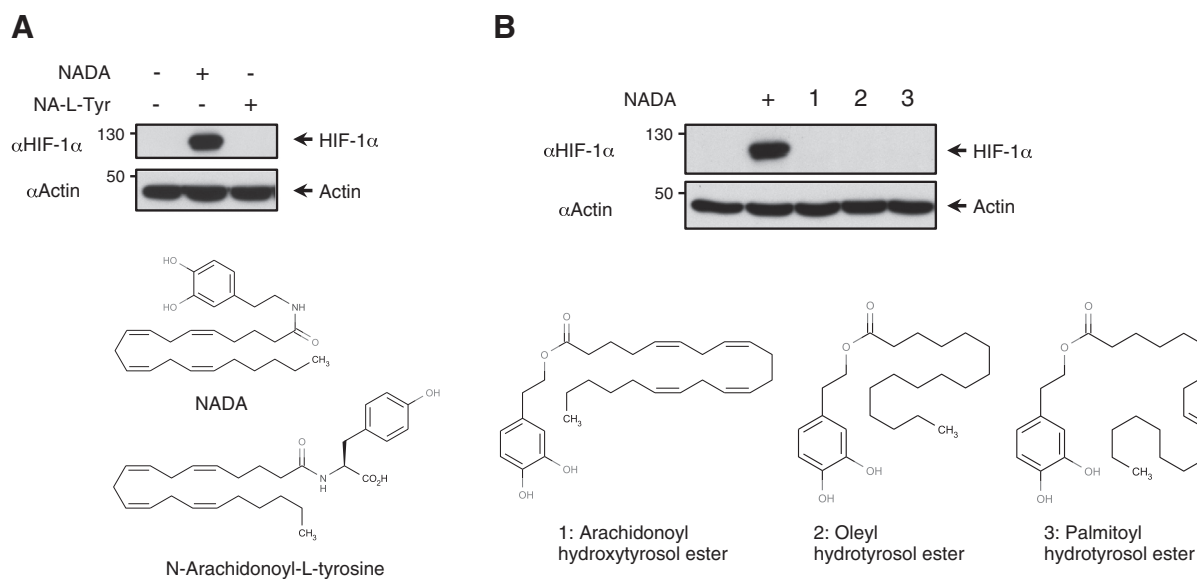 A
NADA - + -
NA-L-Tyr - - +
130
αHIF-1α
HIF-1α
50
αActin
Actin
HO
HO
NH
O
CH3
NADA
OH
O
N
H
CO2H
CH3
N-Arachidonoyl-L-tyrosine
B
NADA + 1 2 3
130
αHIF-1α
HIF-1α
50
αActin
Actin
O
O
CH3
OH
OH
1: Arachidonoyl
hydroxytyrosol ester
O
O
CH3
OH
OH
2: Oleyl
hydrotyrosol ester
O
O
CH3
OH
OH
3: Palmitoyl
hydrotyrosol ester